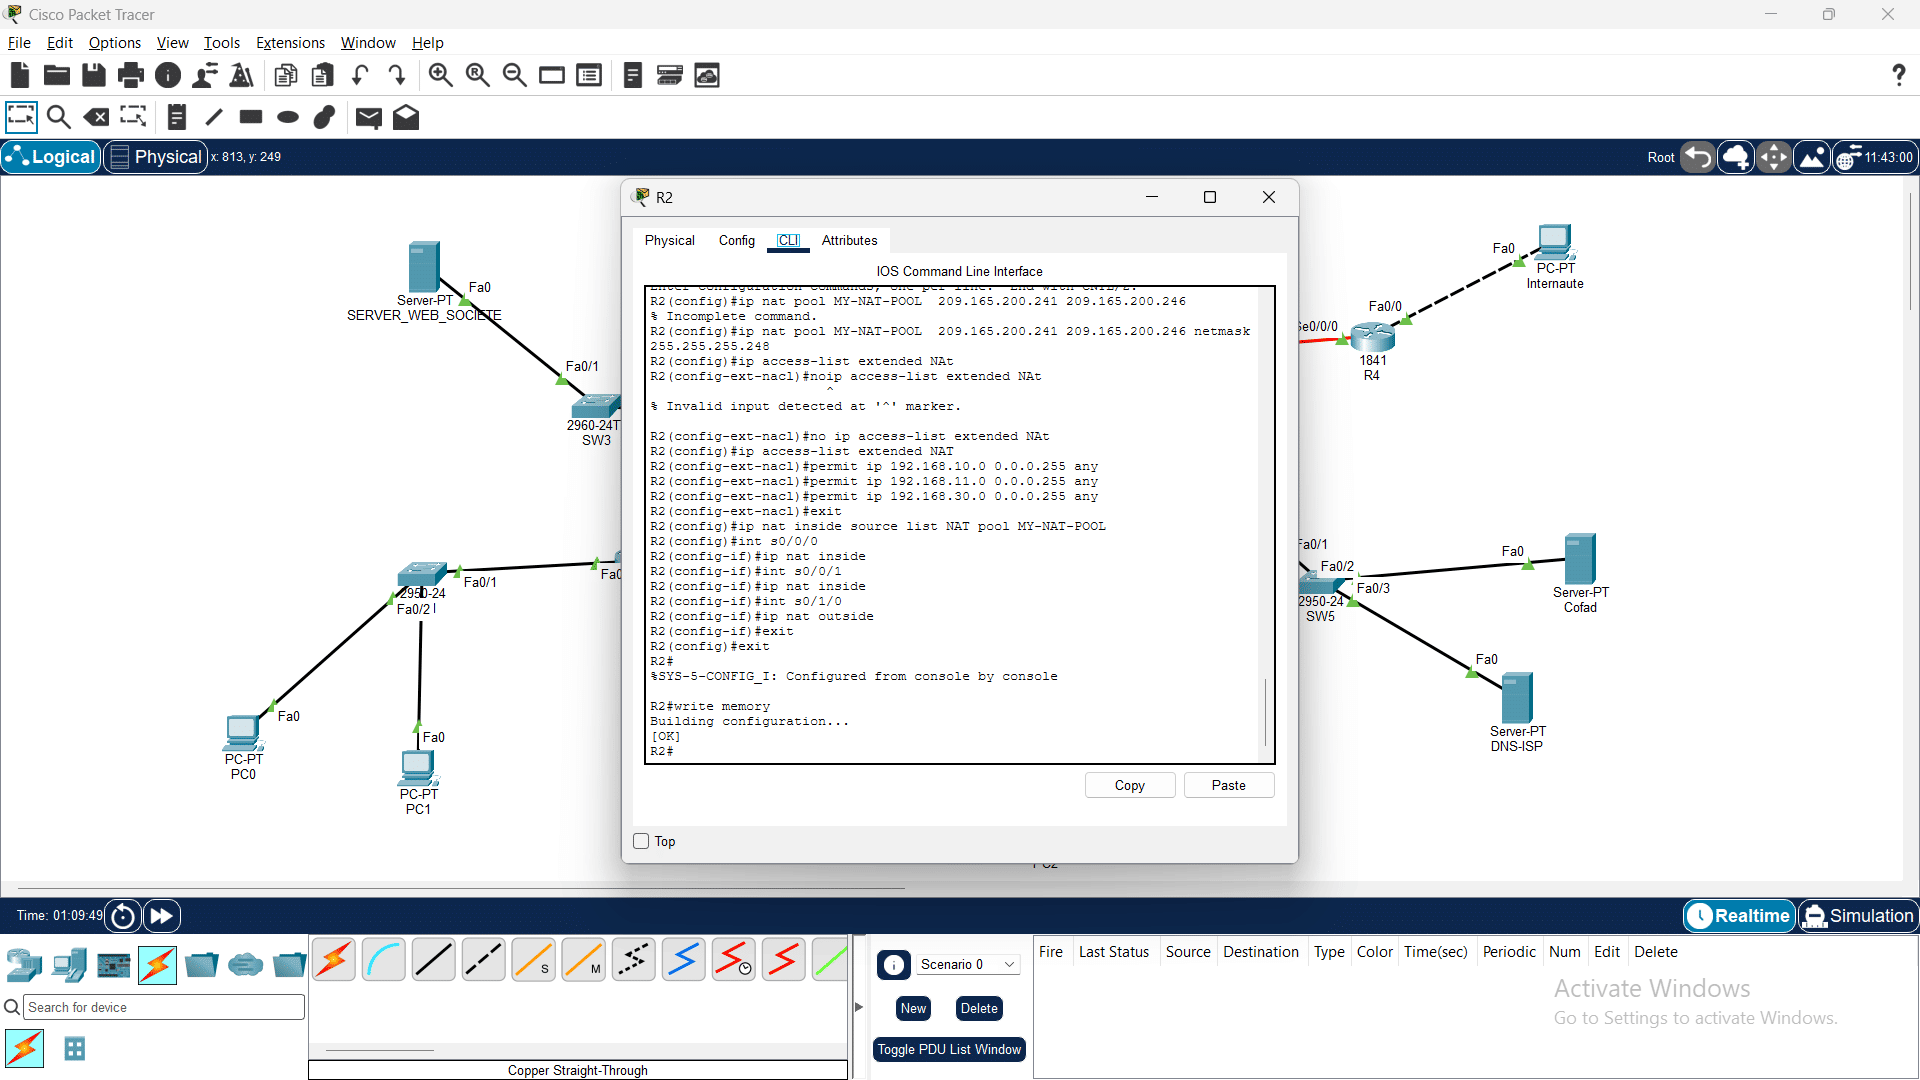 Cisco Packet Tracer
File Edit Options View Tools Extensions Window Help
Logical Physical x: 813, y: 249 Root 11:43:00
R2
Physical Config CLI Attributes
IOS Command Line Interface
Enter configuration commands, one per line. End with CNTL/Z.
R2(config)#ip nat pool MY-NAT-POOL  209.165.200.241 209.165.200.246
% Incomplete command.
R2(config)#ip nat pool MY-NAT-POOL  209.165.200.241 209.165.200.246 netmask
255.255.255.248
R2(config)#ip access-list extended NAt
R2(config-ext-nacl)#noip access-list extended NAt
^
% Invalid input detected at '^' marker.
R2(config-ext-nacl)#no ip access-list extended NAt
R2(config-ext-nacl)#ip access-list extended NAT
R2(config-ext-nacl)#permit ip 192.168.10.0 0.0.0.255 any
R2(config-ext-nacl)#permit ip 192.168.11.0 0.0.0.255 any
R2(config-ext-nacl)#permit ip 192.168.30.0 0.0.0.255 any
R2(config-ext-nacl)#exit
R2(config)#ip nat inside source list NAT pool MY-NAT-POOL
R2(config)#int s0/0/0
R2(config-if)#ip nat inside
R2(config-if)#int s0/0/1
R2(config-if)#ip nat inside
R2(config-if)#int s0/1/0
R2(config-if)#ip nat outside
R2(config-if)#exit
R2(config)#exit
R2#
%SYS-5-CONFIG_I: Configured from console by console
R2#write memory
Building configuration...
[OK]
R2#
Copy Paste
Top
Fa0
Server-PT
SERVER_WEB_SOCIETE
Fa0/1
2960-24T
SW3
Fa0/1
2950-24
Fa0/2
Fa0
PC-PT
PC0
Fa0
PC-PT
PC1
Fa0
PC-PT
Internaute
Fa0/0
Se0/0/0
1841
R4
Fa0/1
Fa0/2
Fa0/3
2950-24
SW5
Fa0
Server-PT
Cofad
Fa0
Server-PT
DNS-ISP
PC2
Time: 01:09:49 Realtime Simulation
Search for device
Copper Straight-Through
Scenario 0
New Delete
Toggle PDU List Window
Fire Last Status Source Destination Type Color Time(sec) Periodic Num Edit Delete
Activate Windows
Go to Settings to activate Windows.
S
M